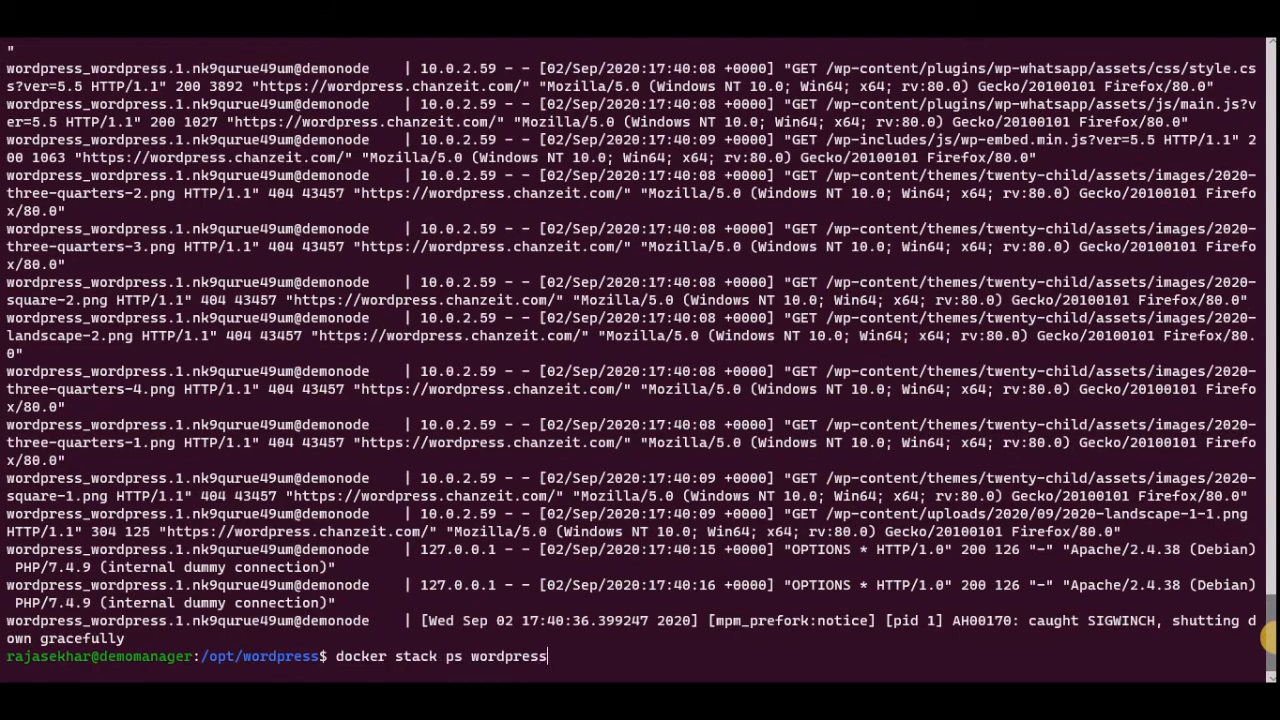 "
wordpress_wordpress.1.nk9qurue49um@demonode    | 10.0.2.59 - - [02/Sep/2020:17:40:08 +0000] "GET /wp-content/plugins/wp-whatsapp/assets/css/style.cs
s?ver=5.5 HTTP/1.1" 200 3892 "https://wordpress.chanzeit.com/" "Mozilla/5.0 (Windows NT 10.0; Win64; x64; rv:80.0) Gecko/20100101 Firefox/80.0"
wordpress_wordpress.1.nk9qurue49um@demonode    | 10.0.2.59 - - [02/Sep/2020:17:40:08 +0000] "GET /wp-content/plugins/wp-whatsapp/assets/js/main.js?v
er=5.5 HTTP/1.1" 200 1027 "https://wordpress.chanzeit.com/" "Mozilla/5.0 (Windows NT 10.0; Win64; x64; rv:80.0) Gecko/20100101 Firefox/80.0"
wordpress_wordpress.1.nk9qurue49um@demonode    | 10.0.2.59 - - [02/Sep/2020:17:40:09 +0000] "GET /wp-includes/js/wp-embed.min.js?ver=5.5 HTTP/1.1" 2
00 1063 "https://wordpress.chanzeit.com/" "Mozilla/5.0 (Windows NT 10.0; Win64; x64; rv:80.0) Gecko/20100101 Firefox/80.0"
wordpress_wordpress.1.nk9qurue49um@demonode    | 10.0.2.59 - - [02/Sep/2020:17:40:08 +0000] "GET /wp-content/themes/twenty-child/assets/images/2020-
three-quarters-2.png HTTP/1.1" 404 43457 "https://wordpress.chanzeit.com/" "Mozilla/5.0 (Windows NT 10.0; Win64; x64; rv:80.0) Gecko/20100101 Firefo
x/80.0"
wordpress_wordpress.1.nk9qurue49um@demonode    | 10.0.2.59 - - [02/Sep/2020:17:40:08 +0000] "GET /wp-content/themes/twenty-child/assets/images/2020-
three-quarters-3.png HTTP/1.1" 404 43457 "https://wordpress.chanzeit.com/" "Mozilla/5.0 (Windows NT 10.0; Win64; x64; rv:80.0) Gecko/20100101 Firefo
x/80.0"
wordpress_wordpress.1.nk9qurue49um@demonode    | 10.0.2.59 - - [02/Sep/2020:17:40:08 +0000] "GET /wp-content/themes/twenty-child/assets/images/2020-
square-2.png HTTP/1.1" 404 43457 "https://wordpress.chanzeit.com/" "Mozilla/5.0 (Windows NT 10.0; Win64; x64; rv:80.0) Gecko/20100101 Firefox/80.0"
wordpress_wordpress.1.nk9qurue49um@demonode    | 10.0.2.59 - - [02/Sep/2020:17:40:08 +0000] "GET /wp-content/themes/twenty-child/assets/images/2020-
landscape-2.png HTTP/1.1" 404 43457 "https://wordpress.chanzeit.com/" "Mozilla/5.0 (Windows NT 10.0; Win64; x64; rv:80.0) Gecko/20100101 Firefox/80.
0"
wordpress_wordpress.1.nk9qurue49um@demonode    | 10.0.2.59 - - [02/Sep/2020:17:40:08 +0000] "GET /wp-content/themes/twenty-child/assets/images/2020-
three-quarters-4.png HTTP/1.1" 404 43457 "https://wordpress.chanzeit.com/" "Mozilla/5.0 (Windows NT 10.0; Win64; x64; rv:80.0) Gecko/20100101 Firefo
x/80.0"
wordpress_wordpress.1.nk9qurue49um@demonode    | 10.0.2.59 - - [02/Sep/2020:17:40:08 +0000] "GET /wp-content/themes/twenty-child/assets/images/2020-
three-quarters-1.png HTTP/1.1" 404 43457 "https://wordpress.chanzeit.com/" "Mozilla/5.0 (Windows NT 10.0; Win64; x64; rv:80.0) Gecko/20100101 Firefo
x/80.0"
wordpress_wordpress.1.nk9qurue49um@demonode    | 10.0.2.59 - - [02/Sep/2020:17:40:09 +0000] "GET /wp-content/themes/twenty-child/assets/images/2020-
square-1.png HTTP/1.1" 404 43457 "https://wordpress.chanzeit.com/" "Mozilla/5.0 (Windows NT 10.0; Win64; x64; rv:80.0) Gecko/20100101 Firefox/80.0"
wordpress_wordpress.1.nk9qurue49um@demonode    | 10.0.2.59 - - [02/Sep/2020:17:40:09 +0000] "GET /wp-content/uploads/2020/09/2020-landscape-1-1.png
HTTP/1.1" 304 125 "https://wordpress.chanzeit.com/" "Mozilla/5.0 (Windows NT 10.0; Win64; x64; rv:80.0) Gecko/20100101 Firefox/80.0"
wordpress_wordpress.1.nk9qurue49um@demonode    | 127.0.0.1 - - [02/Sep/2020:17:40:15 +0000] "OPTIONS * HTTP/1.0" 200 126 "-" "Apache/2.4.38 (Debian)
PHP/7.4.9 (internal dummy connection)"
wordpress_wordpress.1.nk9qurue49um@demonode    | 127.0.0.1 - - [02/Sep/2020:17:40:16 +0000] "OPTIONS * HTTP/1.0" 200 126 "-" "Apache/2.4.38 (Debian)
PHP/7.4.9 (internal dummy connection)"
wordpress_wordpress.1.nk9qurue49um@demonode    | [Wed Sep 02 17:40:36.399247 2020] [mpm_prefork:notice] [pid 1] AH00170: caught SIGWINCH, shutting d
own gracefully
rajasekhar@demomanager:/opt/wordpress$ docker stack ps wordpress